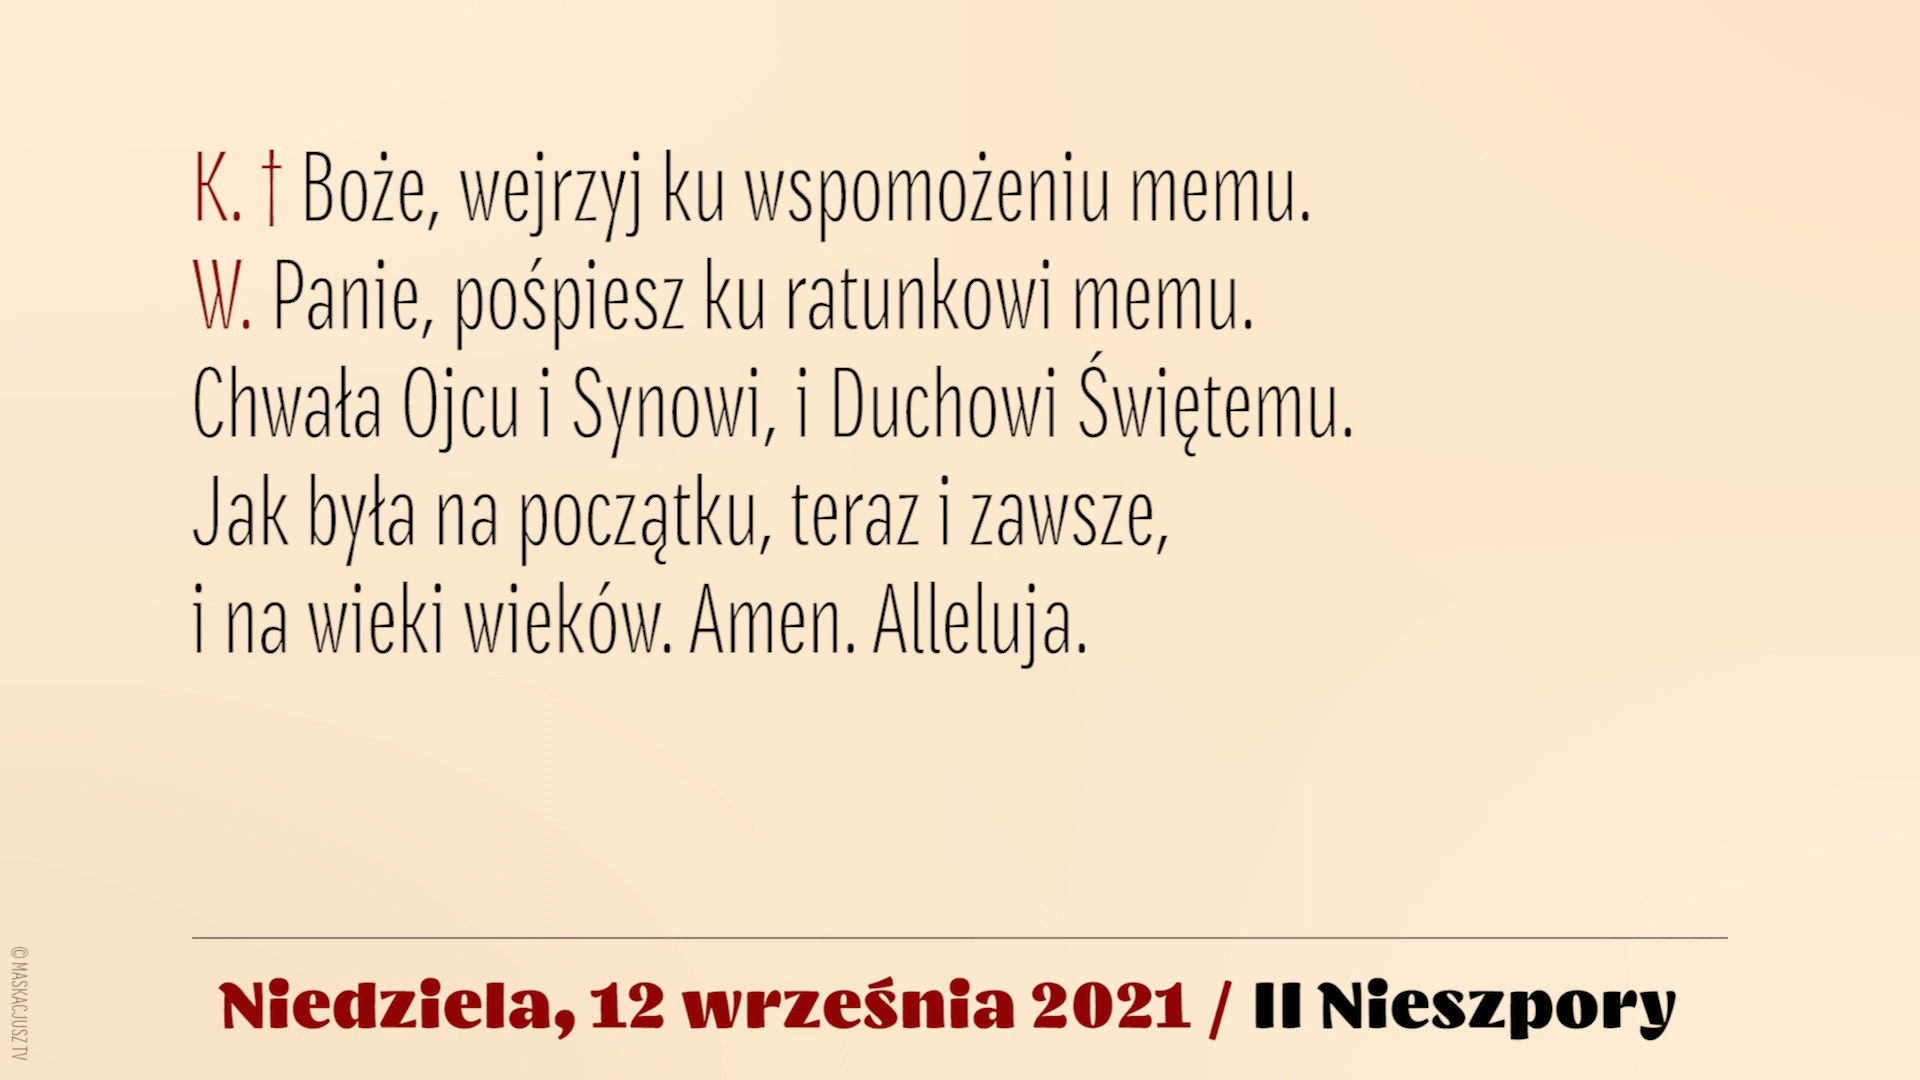 K. † Boże, wejrzyj ku wspomożeniu memu.
W. Panie, pośpiesz ku ratunkowi memu.
Chwała Ojcu i Synowi, i Duchowi Świętemu.
Jak była na początku, teraz i zawsze,
i na wieki wieków. Amen. Alleluja.
Niedziela, 12 września 2021 / II Nieszpory
© MASKACJUSZ TV